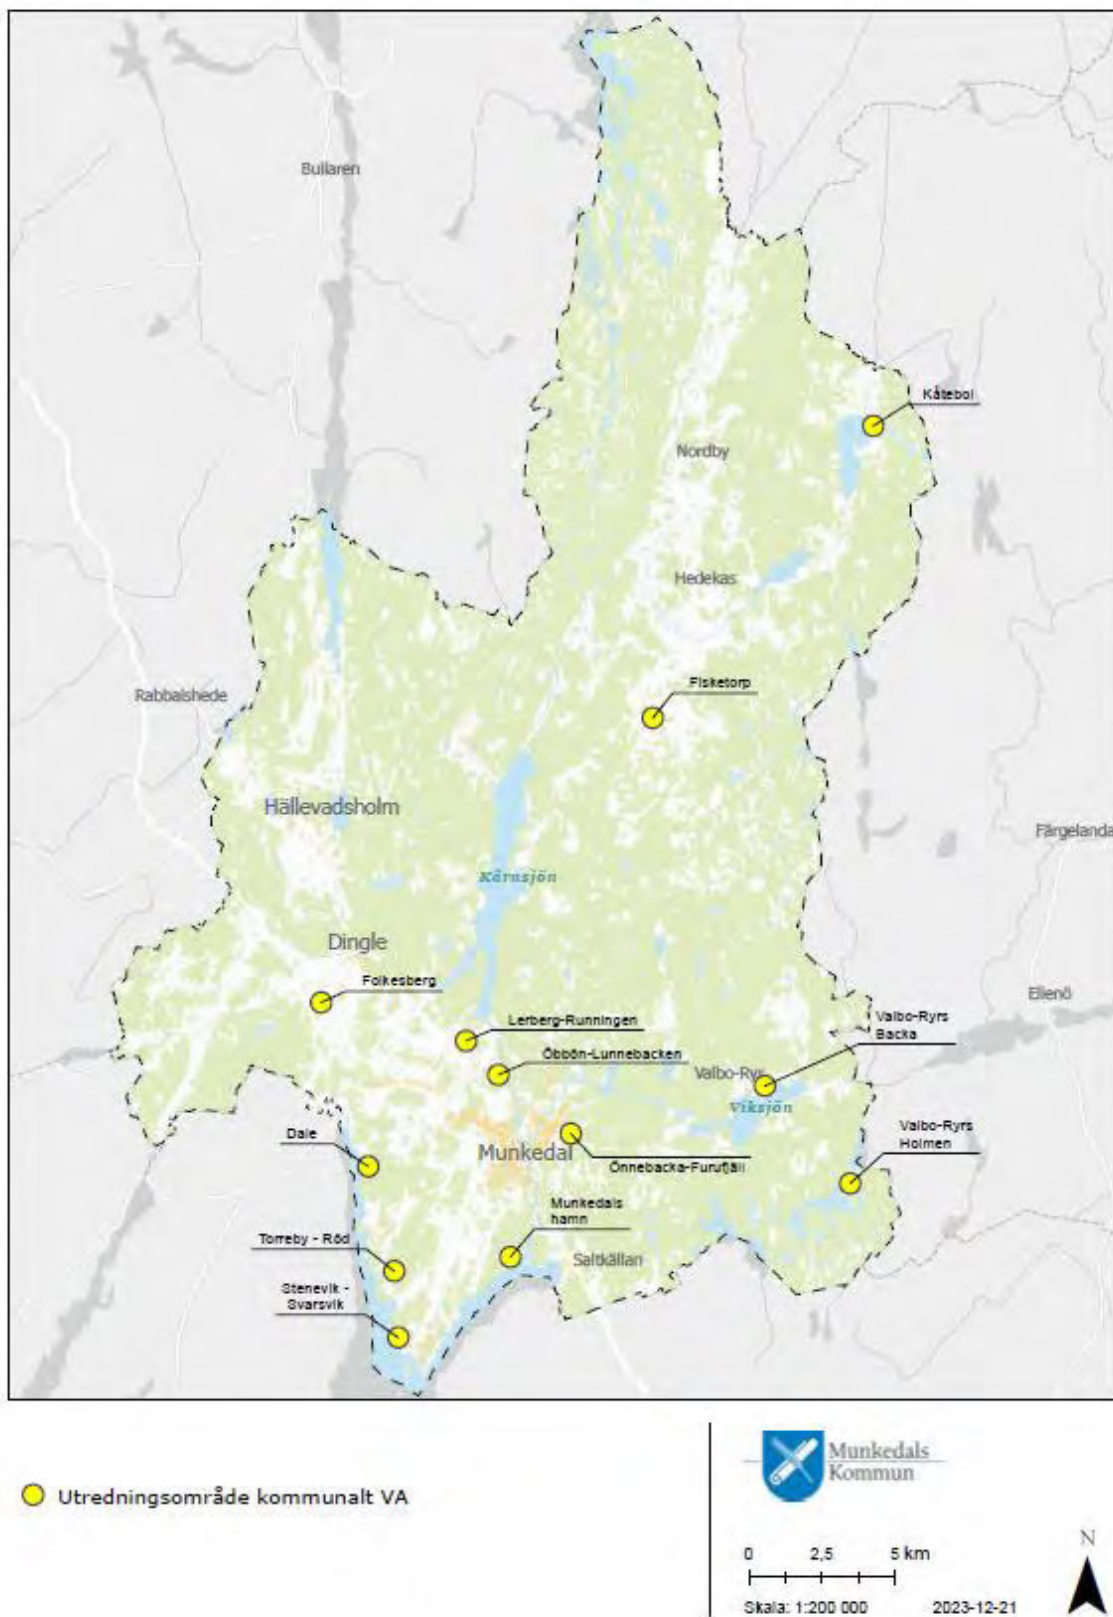 Bullaren
Kåtebol
Nordby
Hedekas
Fisketorp
Rabbalshede
Hällevadsholm
Färgelanda
Kärnsjön
Dingle
Folkesberg
Ellenö
Lerberg-Runningen
Valbo-Ryrs
Backa
Öbbön-Lunnebacken
Valbo-Ryr
Viksjön
Dale
Munkedal
Önnebacka-Furufjäll
Valbo-Ryrs
Holmen
Munkedals
hamn
Torreby - Röd
Saltkällan
Stenevik -
Svarsvik
Utredningsområde kommunalt VA
Munkedals
Kommun
0 2,5 5 km
N
Skala: 1:200 000 2023-12-21